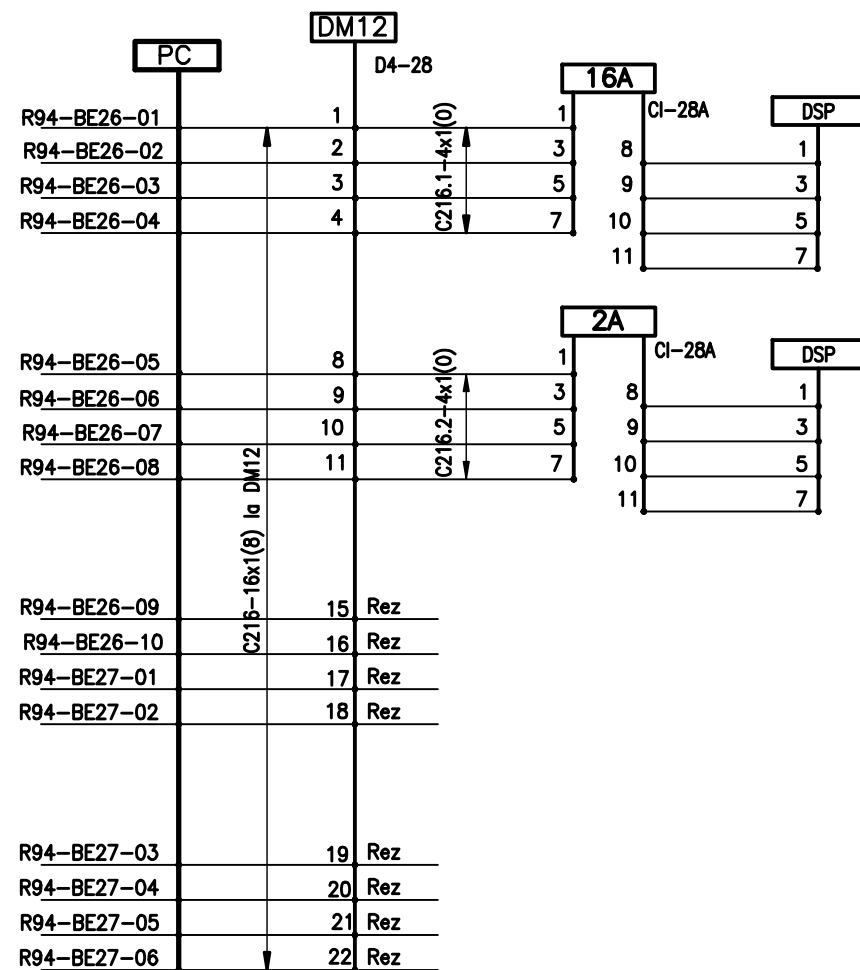 DM12
PC
D4-28
16A
CI-28A
DSP
R94-BE26-01 1 1
R94-BE26-02 2 3 8 1
R94-BE26-03 3 5 9 3
R94-BE26-04 4 7 10 5
11 7
C216.1-4x1(0)
2A
CI-28A
DSP
R94-BE26-05 8 1
R94-BE26-06 9 3 8 1
R94-BE26-07 10 5 9 3
R94-BE26-08 11 7 10 5
11 7
C216.2-4x1(0)
C216-16x1(8) la DM12
R94-BE26-09 15 Rez
R94-BE26-10 16 Rez
R94-BE27-01 17 Rez
R94-BE27-02 18 Rez
R94-BE27-03 19 Rez
R94-BE27-04 20 Rez
R94-BE27-05 21 Rez
R94-BE27-06 22 Rez